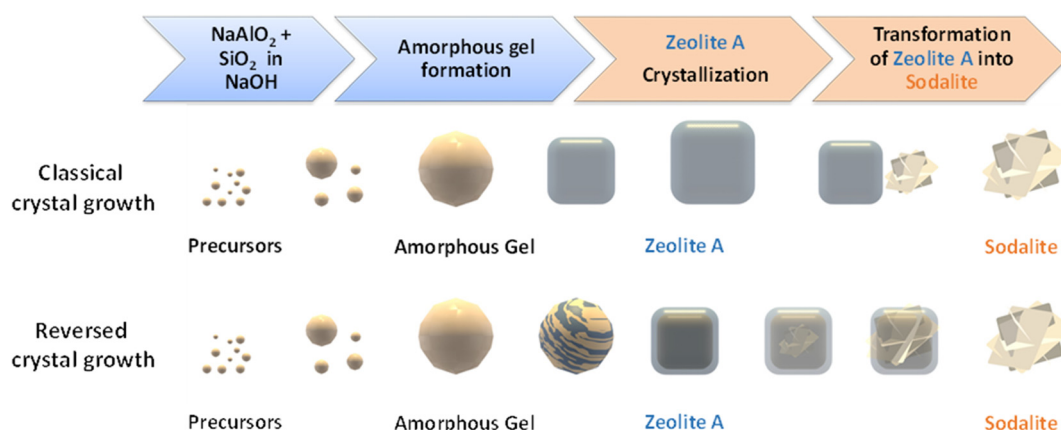 NaAlO₂ +
SiO₂ in
NaOH
Amorphous gel
formation
Zeolite A
Crystallization
Transformation
of Zeolite A into
Sodalite
Classical
crystal growth
Precursors
Amorphous Gel
Zeolite A
Sodalite
Reversed
crystal growth
Precursors
Amorphous Gel
Zeolite A
Sodalite